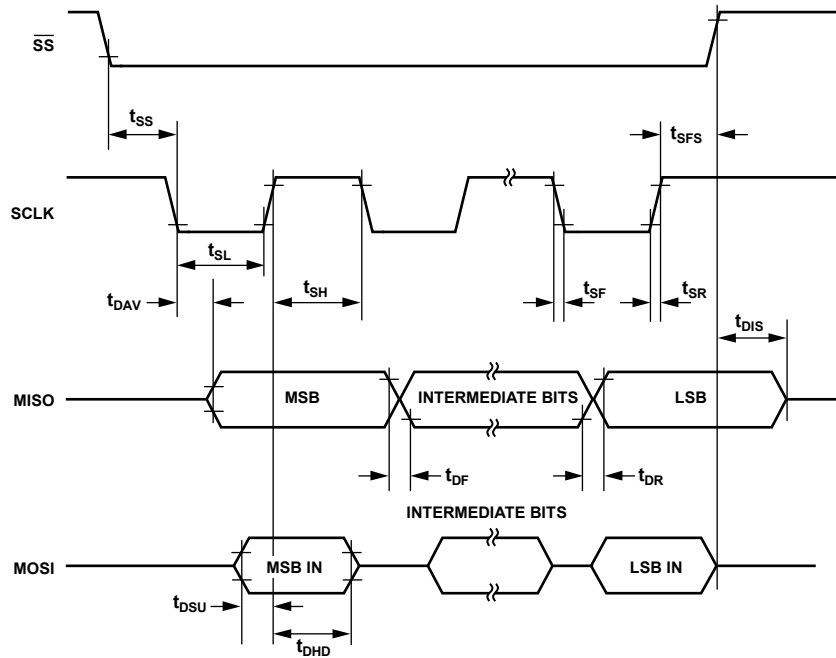 SS
tSS
tSFS
SCLK
tSL
tSH
tSF
tSR
tDAV
tDIS
MISO
MSB
INTERMEDIATE BITS
LSB
tDF
tDR
INTERMEDIATE BITS
MOSI
MSB IN
LSB IN
tDSU
tDHD